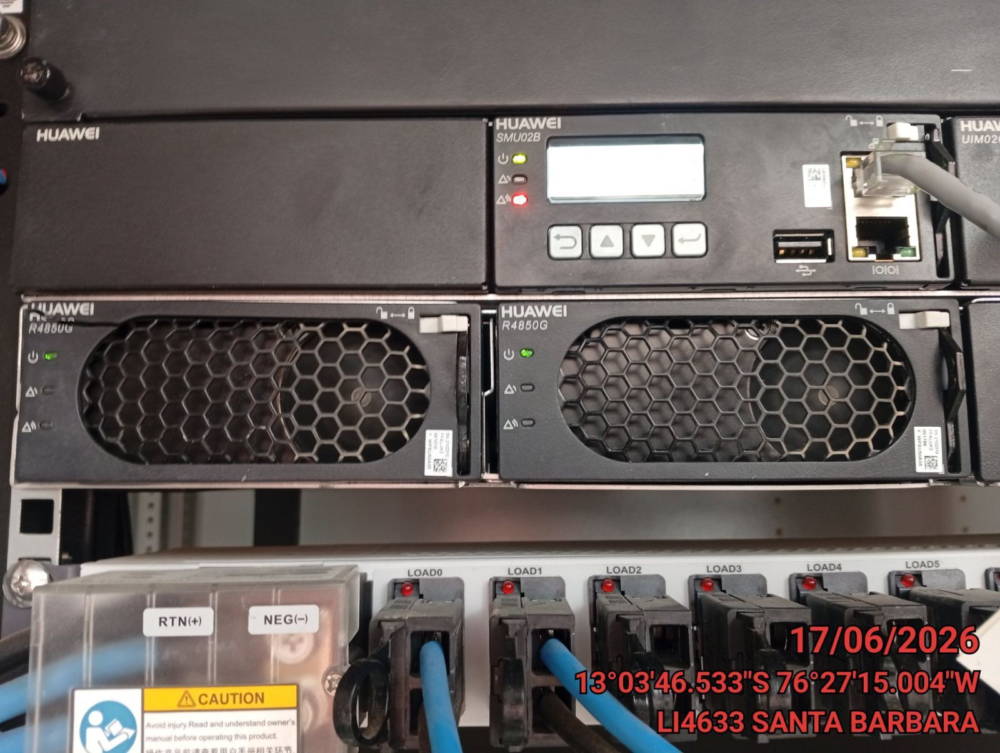 HUAWEI
HUAWEI
SMU02B
HUAW
UIM02
HUAWEI
R4850G
HUAWEI
R4850G
LOAD0
LOAD1
LOAD2
LOAD3
LOAD4
LOAD5
RTN(+)
NEG(−)
CAUTION
Avoid injury.Read and understand owner's
manual before operating this product.
17/06/2026
13°03'46.533"S 76°27'15.004"W
LI4633 SANTA BARBARA